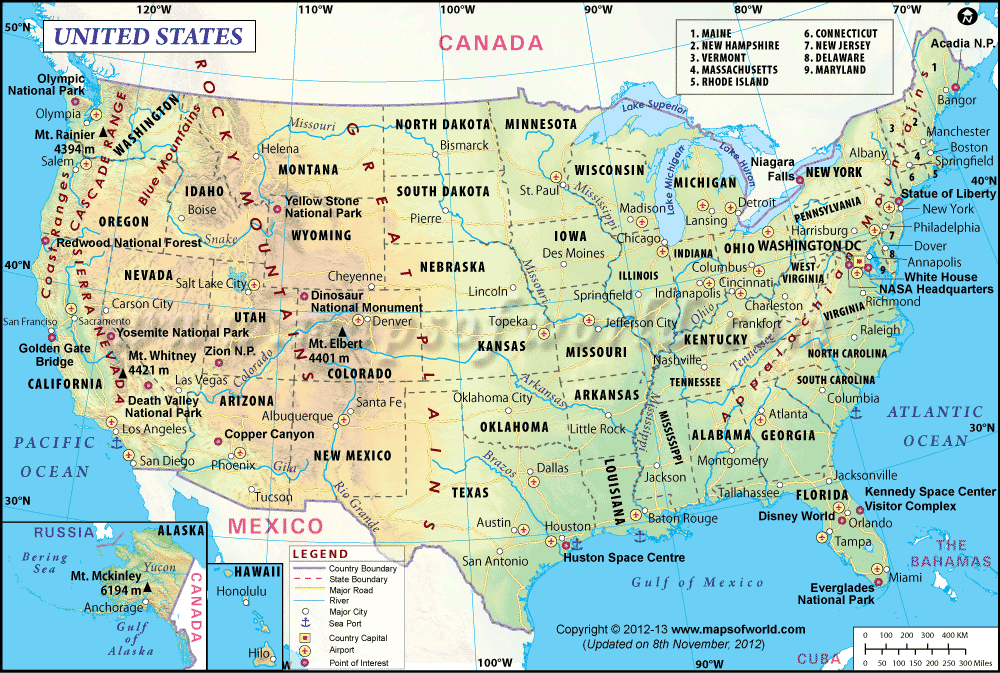 120°W
110°W
100°W
90°W
80°W
70°W
50°N
50°N
UNITED STATES
CANADA
1. MAINE
2. NEW HAMPSHIRE
3. VERMONT
4. MASSACHUSETTS
5. RHODE ISLAND
6. CONNECTICUT
7. NEW JERSEY
8. DELAWARE
9. MARYLAND
N
Acadia N.P.
1
Bangor
Olympic
National Park
Olympia
WASHINGTON
Mt. Rainier
4394 m
Salem
CASCADE RANGE
Coast Ranges
Blue Mountains
ROCKY MOUNTAINS
GREAT PLAINS
Missouri
Helena
MONTANA
NORTH DAKOTA
Bismarck
MINNESOTA
Lake Superior
WISCONSIN
St. Paul
Mississippi
Lake Michigan
Lake Huron
MICHIGAN
Lansing
Detroit
Niagara
Falls
NEW YORK
Albany
2
3
4
5
6
Manchester
Boston
Springfield
40°N
IDAHO
Boise
Snake
OREGON
Redwood National Forest
Yellow Stone
National Park
WYOMING
SOUTH DAKOTA
Pierre
Madison
Chicago
IOWA
Des Moines
PENNSYLVANIA
Harrisburg
Statue of Liberty
New York
Philadelphia
7
Dover
8
Annapolis
9
WASHINGTON DC
White House
NASA Headquarters
40°N
NEVADA
Salt Lake City
Carson City
Cheyenne
NEBRASKA
Lincoln
Missouri
ILLINOIS
Springfield
INDIANA
Indianapolis
OHIO
Columbus
Cincinnati
WEST
VIRGINIA
Charleston
VIRGINIA
Richmond
UTAH
Dinosaur
National Monument
Denver
Mt. Elbert
4401 m
COLORADO
San Franciso
Sacramento
Yosemite National Park
Golden Gate
Bridge
SIERRA NEVADA
Mt. Whitney
4421 m
Zion N.P.
Colorado
CALIFORNIA
Las Vegas
Death Valley
National Park
Topeka
KANSAS
Jefferson City
MISSOURI
Ohio
Frankfort
KENTUCKY
Nashville
Tennessee
TENNESSEE
Appalachian Mountains
Raleigh
NORTH CAROLINA
SOUTH CAROLINA
Columbia
ARIZONA
Albuquerque
Santa Fe
Arkansas
Oklahoma City
OKLAHOMA
ARKANSAS
Little Rock
Mississippi
MISSISSIPPI
ALABAMA
Montgomery
GEORGIA
Atlanta
ATLANTIC
OCEAN
30°N
PACIFIC
OCEAN
Los Angeles
San Diego
Copper Canyon
Phoenix
Gila
Tucson
NEW MEXICO
Rio Grande
TEXAS
Brazos
Dallas
Austin
Houston
San Antonio
Huston Space Centre
LOUISIANA
Jackson
Baton Rouge
Tallahassee
Jacksonville
FLORIDA
Kennedy Space Center
Visitor Complex
Disney World
Orlando
Tampa
Miami
Everglades
National Park
THE
BAHAMAS
30°N
MEXICO
Gulf of Mexico
RUSSIA
ALASKA
Bering
Sea
Yucon
Mt. Mckinley
6194 m
Anchorage
CANADA
Gulf
of
Alaska
HAWAII
Honolulu
Hilo
W
LEGEND
Country Boundary
State Boundary
Major Road
River
Major City
Sea Port
Country Capital
Airport
Point of Interest
Copyright © 2012-13 www.mapsofworld.com
(Updated on 8th November, 2012)
100°W
90°W
CUBA
0 100 200 300 400 KM
0 50 100 150 200 250 300 Miles